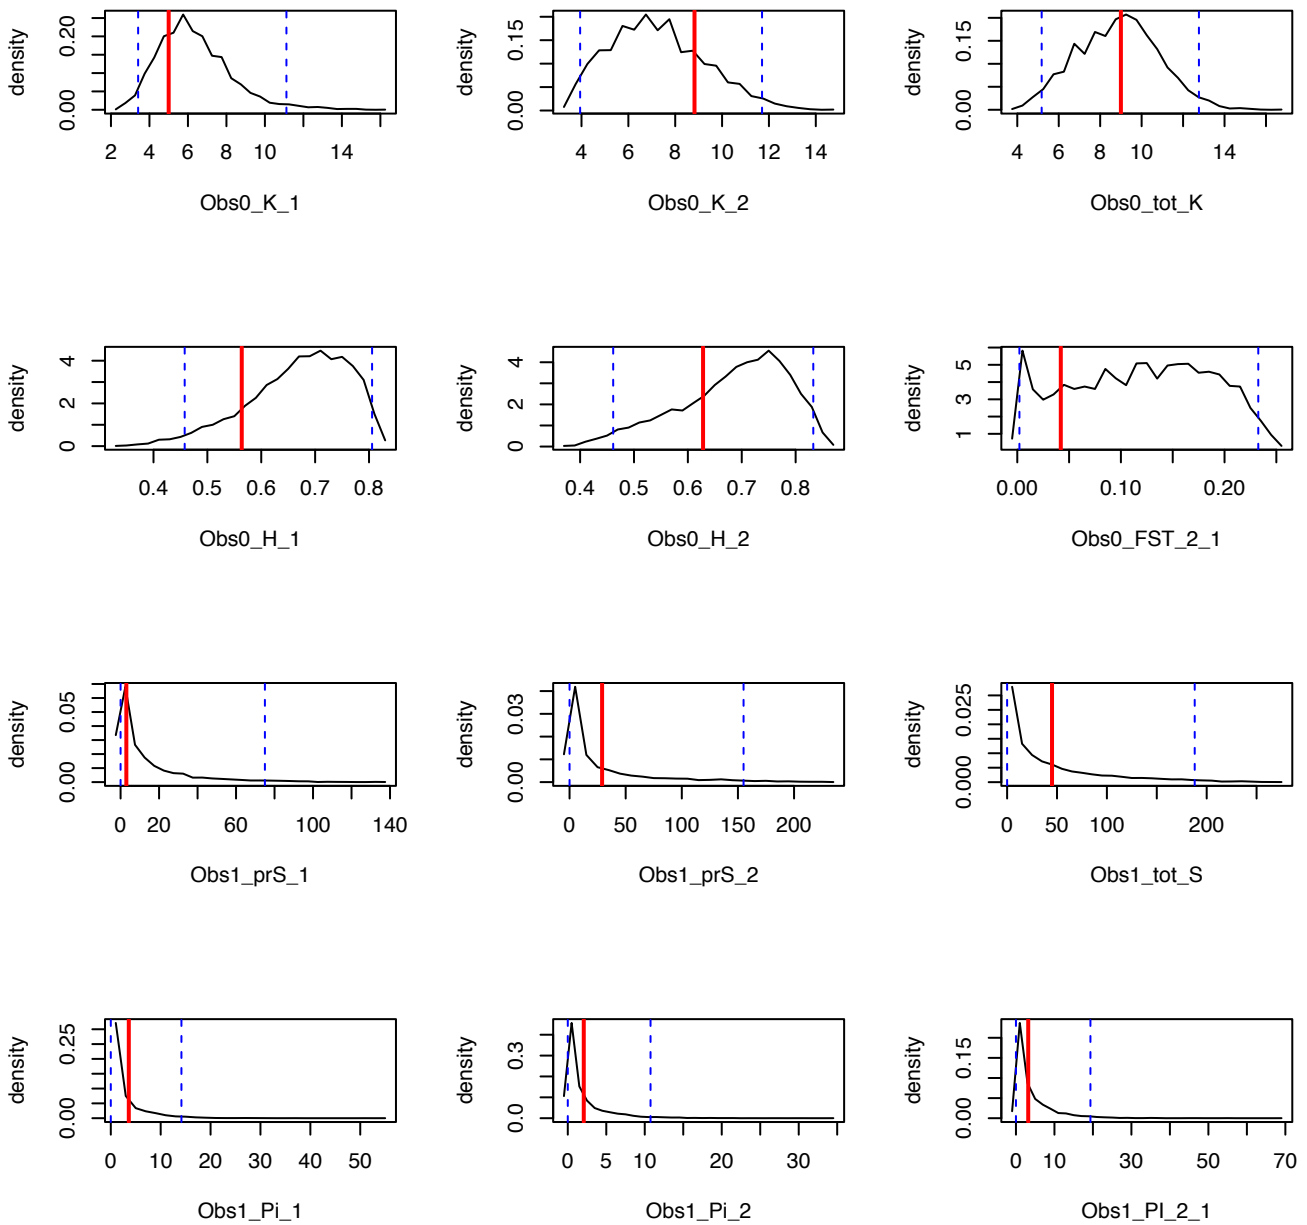 density
0.00 0.20
2 4 6 8 10 14
Obs0_K_1
density
0.00 0.15
4 6 8 10 12 14
Obs0_K_2
density
0.00 0.15
4 6 8 10 14
Obs0_tot_K
density
0 2 4
0.4 0.5 0.6 0.7 0.8
Obs0_H_1
density
0 2 4
0.4 0.5 0.6 0.7 0.8
Obs0_H_2
density
1 3 5
0.00 0.10 0.20
Obs0_FST_2_1
density
0.00 0.05
0 20 60 100 140
Obs1_prS_1
density
0.00 0.03
0 50 100 150 200
Obs1_prS_2
density
0.000 0.025
0 50 100 200
Obs1_tot_S
density
0.00 0.25
0 10 20 30 40 50
Obs1_Pi_1
density
0.0 0.3
0 5 10 20 30
Obs1_Pi_2
density
0.00 0.15
0 10 30 50 70
Obs1_PI_2_1